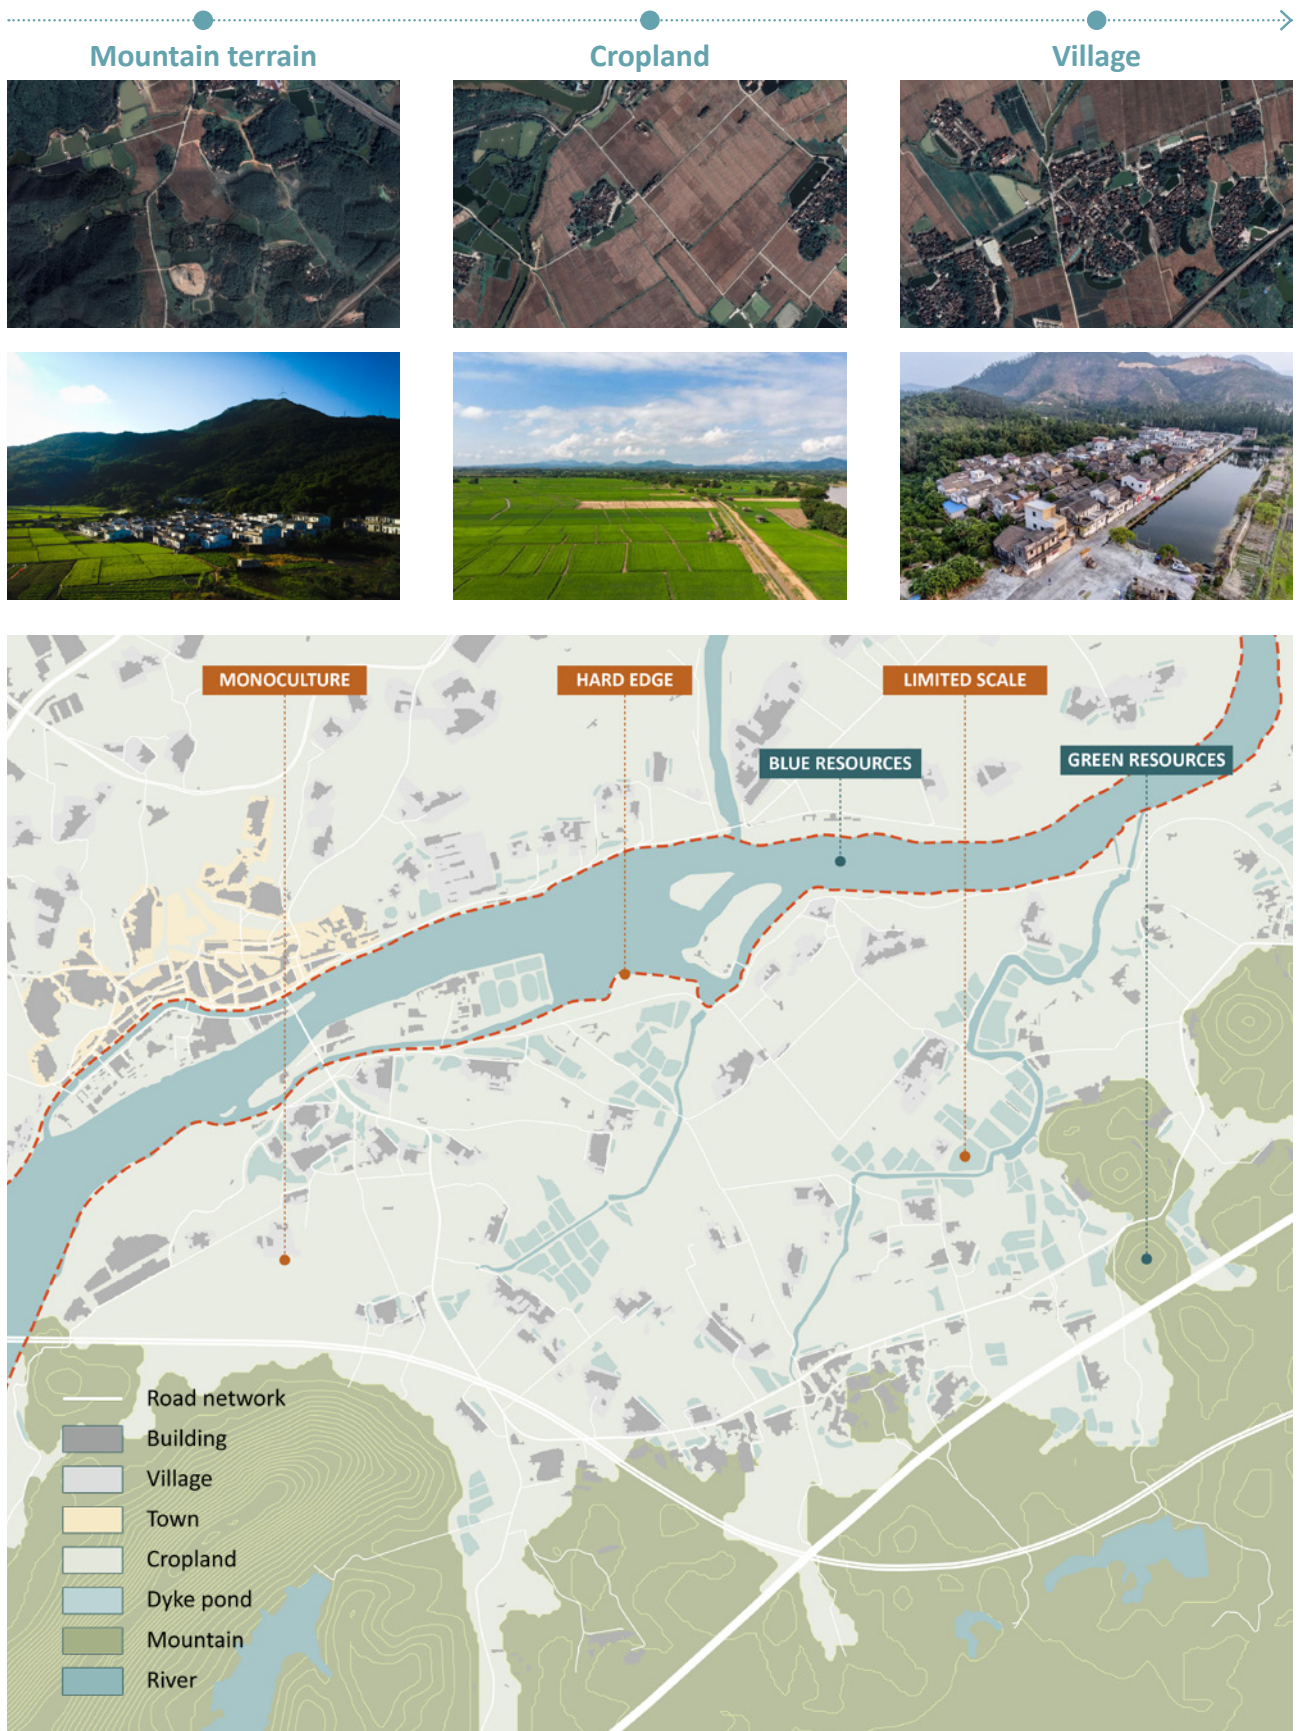 Mountain terrain
Cropland
Village
MONOCULTURE
HARD EDGE
LIMITED SCALE
BLUE RESOURCES
GREEN RESOURCES
Road network
Building
Village
Town
Cropland
Dyke pond
Mountain
River